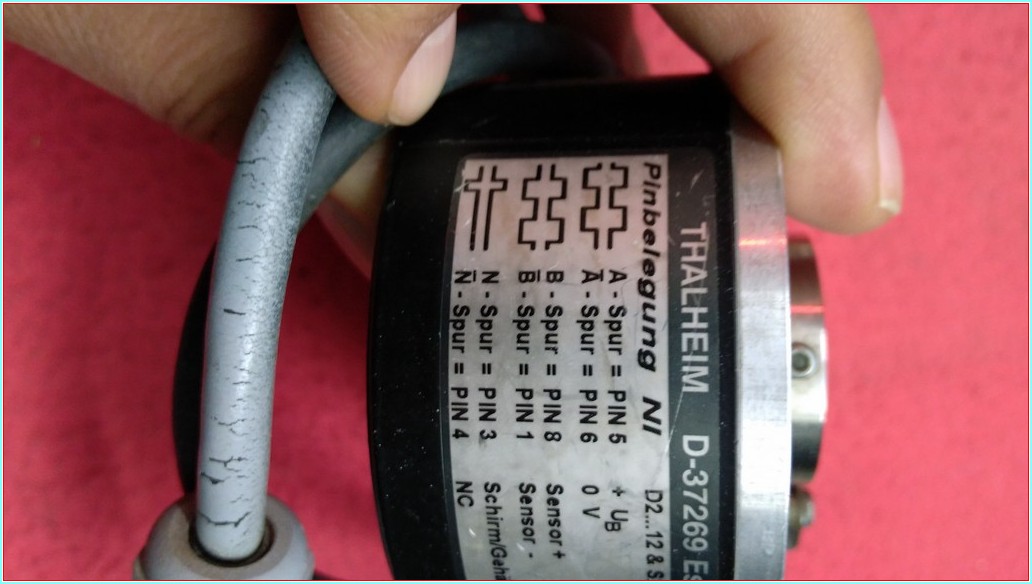 THALHEIM D-37269
Pinbelegung NI D2...12 & S
A - Spur = PIN 5 + UB
A̅ - Spur = PIN 6 0 V
B - Spur = PIN 8 Sensor +
B̅ - Spur = PIN 1 Sensor -
N - Spur = PIN 3
N̅ - Spur = PIN 4 NC